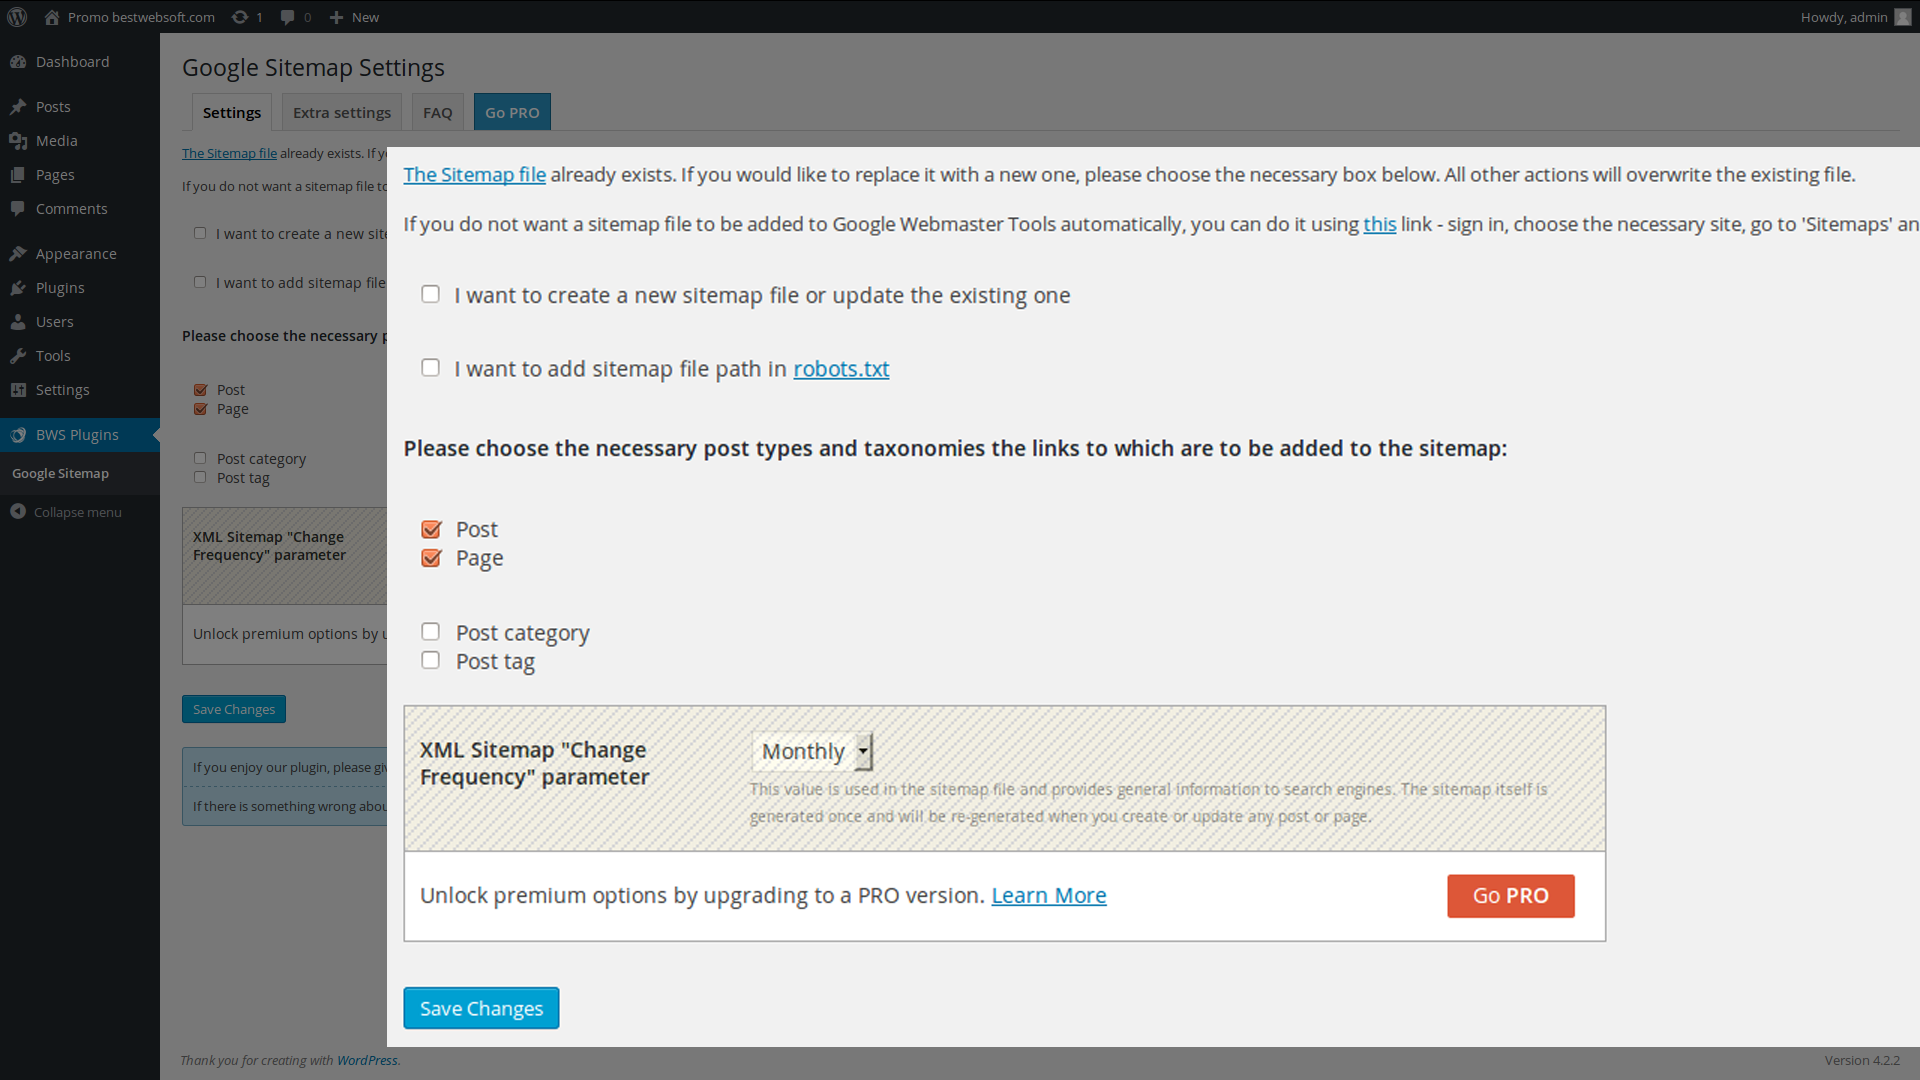 Promo bestwebsoft.com 1 0 New Howdy, admin
Dashboard
Posts
Media
Pages
Comments
Appearance
Plugins
Users
Tools
Settings
BWS Plugins
Google Sitemap
Collapse menu
Google Sitemap Settings
Settings Extra settings FAQ Go PRO
The Sitemap file already exists. If
If you do not want a sitemap file
I want to create a new
I want to add sitemap file
Please choose the necessary
Post
Page
Post category
Post tag
XML Sitemap "Change
Frequency" parameter
Unlock premium options by
Save Changes
If you enjoy our plugin, please
If there is something wrong
Thank you for creating with WordPress.
Version 4.2.2
The Sitemap file already exists. If you would like to replace it with a new one, please choose the necessary box below. All other actions will overwrite the existing file.
If you do not want a sitemap file to be added to Google Webmaster Tools automatically, you can do it using this link - sign in, choose the necessary site, go to 'Sitemaps' an
I want to create a new sitemap file or update the existing one
I want to add sitemap file path in robots.txt
Please choose the necessary post types and taxonomies the links to which are to be added to the sitemap:
Post
Page
Post category
Post tag
XML Sitemap "Change
Frequency" parameter
Monthly
This value is used in the sitemap file and provides general information to search engines. The sitemap itself is
generated once and will be re-generated when you create or update any post or page.
Unlock premium options by upgrading to a PRO version. Learn More
Go PRO
Save Changes